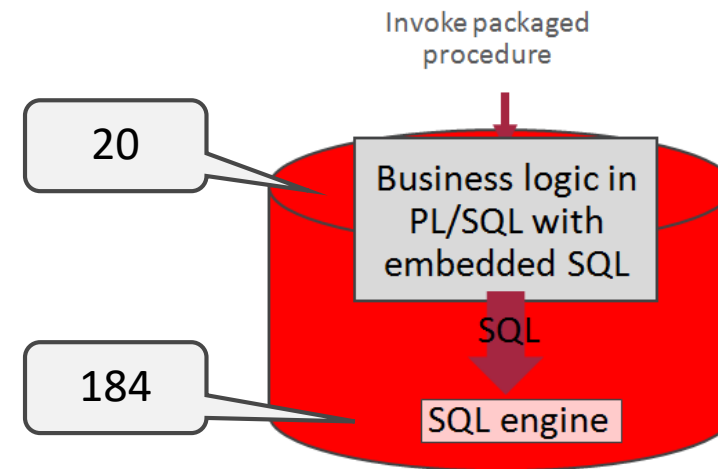 Invoke packaged
procedure
20
Business logic in
PL/SQL with
embedded SQL
SQL
184
SQL engine